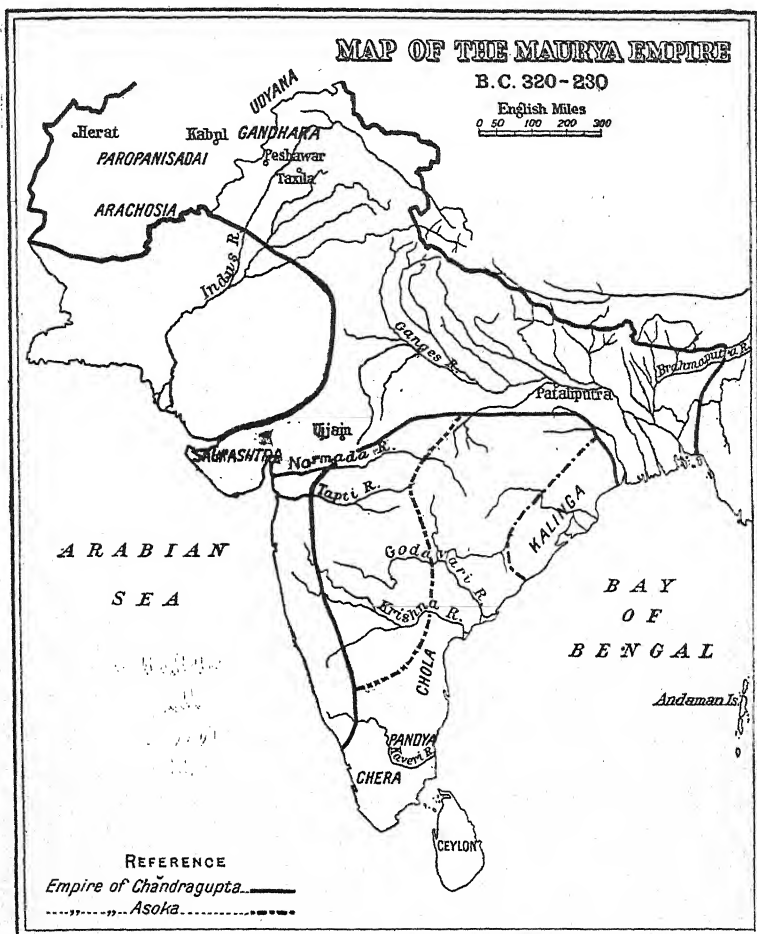 MAP OF THE MAURYA EMPIRE
B.C. 320-230
English Miles
0 50 100 200 300
UDYANA
Herat
Kabul
GANDHARA
PAROPANISADAI
Peshawar
Taxila
ARACHOSIA
Indus R.
Ganges R.
Brahmaputra R.
Pataliputra
Ujjain
SAURASHTRA
Normada R.
Tapti R.
KALINGA
ARABIAN
SEA
Godavari R.
Krishna R.
BAY
OF
BENGAL
CHOLA
Andaman Is.
PANDYA
Kaveri R.
CHERA
CEYLON
REFERENCE
Empire of Chandragupta
" " Asoka